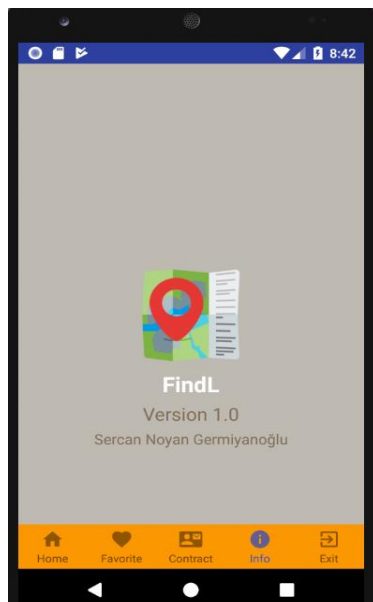 8:42
FindL
Version 1.0
Sercan Noyan Germiyanoğlu
Home Favorite Contract Info Exit